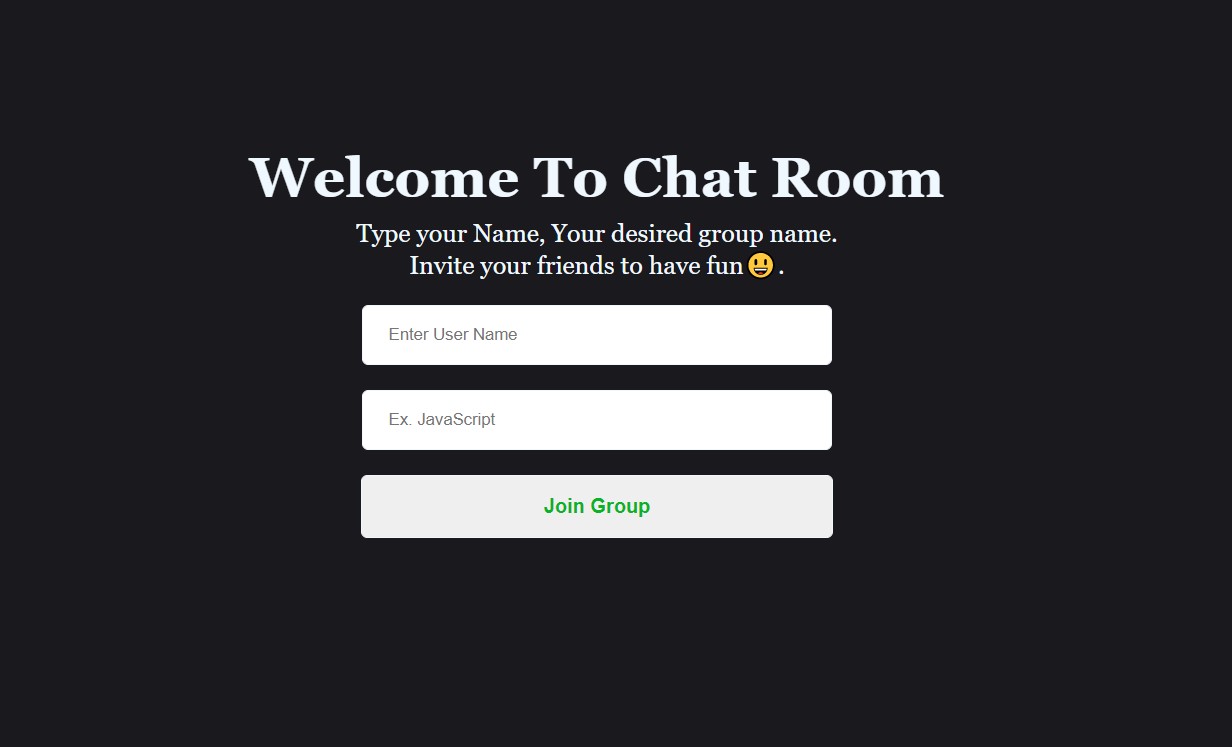 Welcome To Chat Room
Type your Name, Your desired group name.
Invite your friends to have fun😃.
Enter User Name
Ex. JavaScript
Join Group